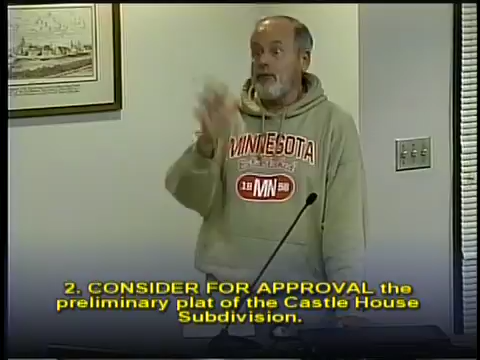 MINNESOTA
18 MN 58
2. CONSIDER FOR APPROVAL the
preliminary plat of the Castle House
Subdivision.